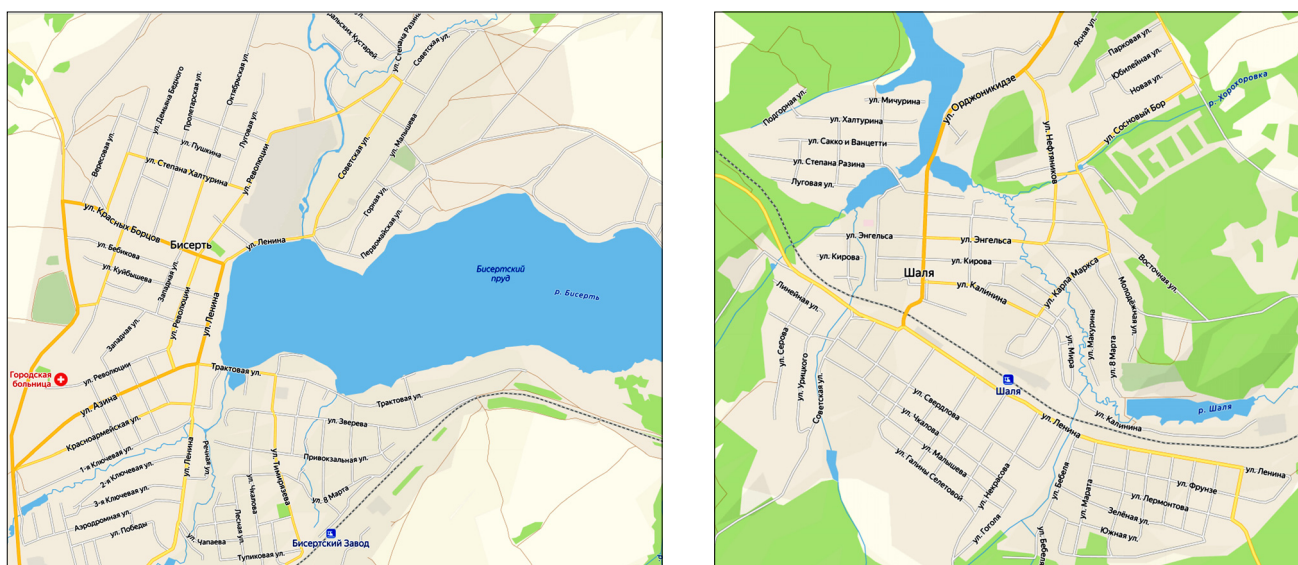 Уральских Кустарей
ул. Степана Разина
Советская ул.
ул. Демьяна Бедного
Пролетарская ул.
Октябрьская ул.
Вересовая ул.
ул. Пушкина
Луговая ул.
ул. Степана Халтурина
ул. Революции
Советская ул.
ул. Малышева
Горная ул.
Первомайская ул.
ул. Красных Борцов
Бисерть
ул. Ленина
ул. Бебикова
ул. Куйбышева
Западная ул.
ул. Революции
ул. Ленина
Западная ул.
Бисертский
пруд
р. Бисерть
Городская
больница
ул. Революции
Трактовая ул.
ул. Азина
Трактовая ул.
Красноармейская ул.
ул. Зверева
1-я Ключевая ул.
Речная ул.
ул. Ленина
Привокзальная ул.
2-я Ключевая ул.
ул. Тимирязева
3-я Ключевая ул.
ул. Чкалова
ул. 8 Марта
Аэродромная ул.
ул. Победы
Лесная ул.
ул. Чапаева
Тупиковая ул.
Бисертский Завод
Ясная ул.
Парковая ул.
Юбилейная ул.
Новая ул.
р. Хорохоровка
ул. Орджоникидзе
Подгорная ул.
ул. Мичурина
ул. Халтурина
ул. Сакко и Ванцетти
ул. Степана Разина
Луговая ул.
ул. Нефтяников
ул. Сосновый Бор
ул. Энгельса
ул. Энгельса
ул. Кирова
ул. Кирова
Шаля
ул. Калинина
ул. Карла Маркса
Восточная ул.
Молодёжная ул.
Линейная ул.
ул. Серова
ул. Урицкого
Советская ул.
ул. Мира
ул. Макурина
ул. 8 Марта
Шаля
р. Шаля
ул. Калинина
ул. Свердлова
ул. Чкалова
ул. Малышева
ул. Галины Селетовой
ул. Некрасова
ул. Гоголя
ул. Ленина
ул. Ленина
ул. Бебеля
ул. Марата
ул. Фрунзе
ул. Лермонтова
Зелёная ул.
Южная ул.